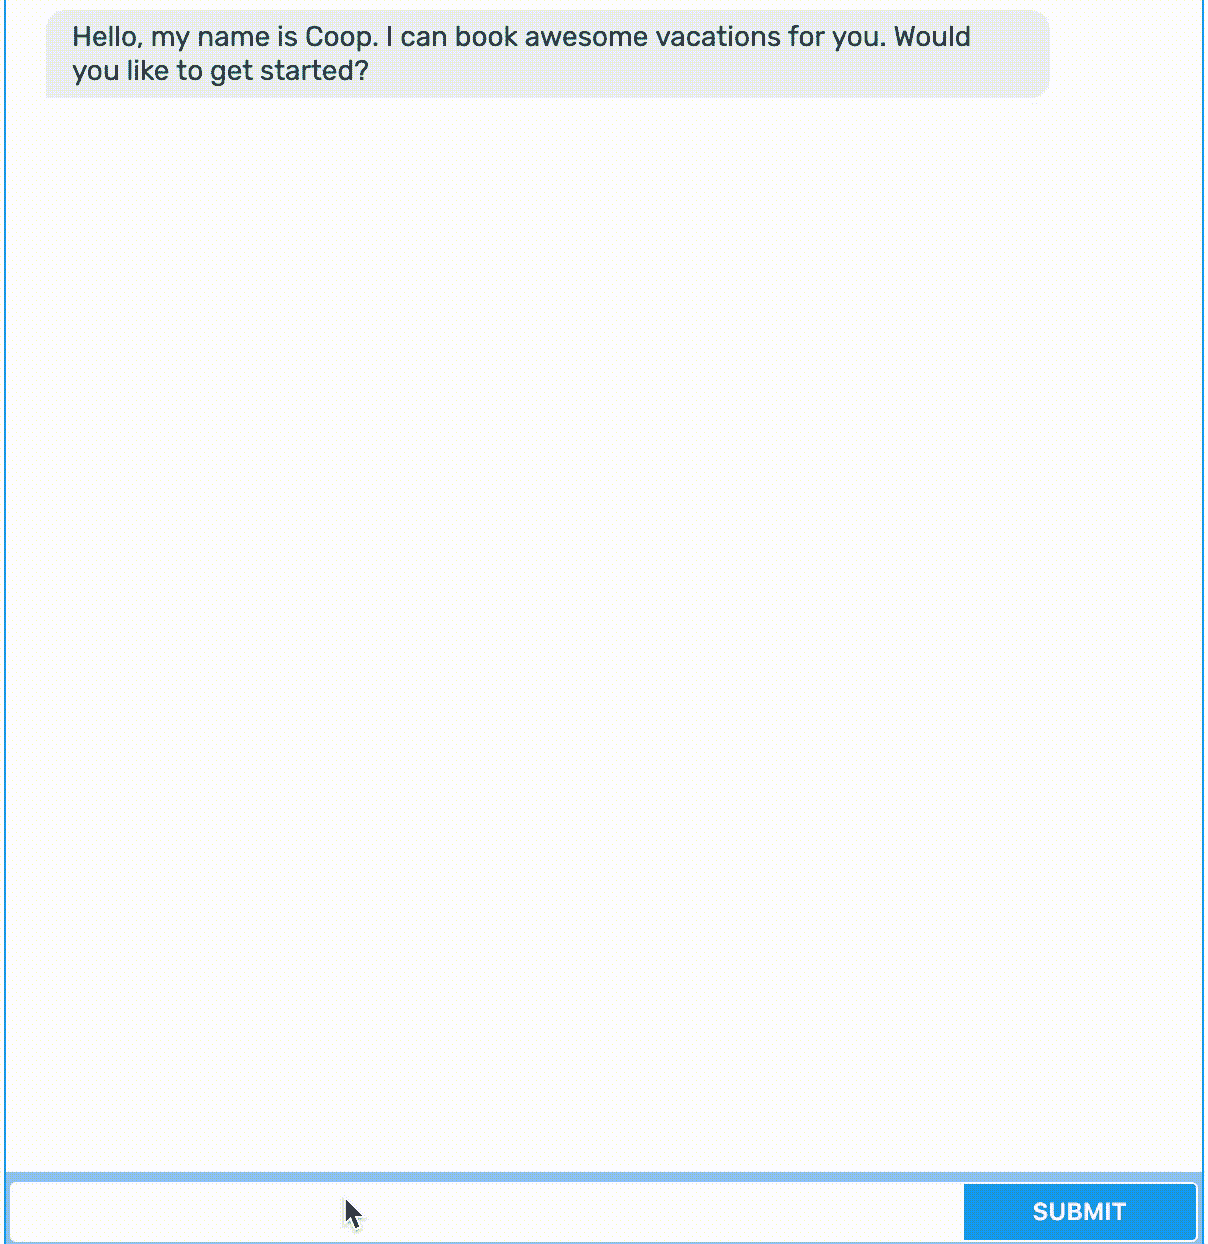 Hello, my name is Coop. I can book awesome vacations for you. Would
you like to get started?
SUBMIT